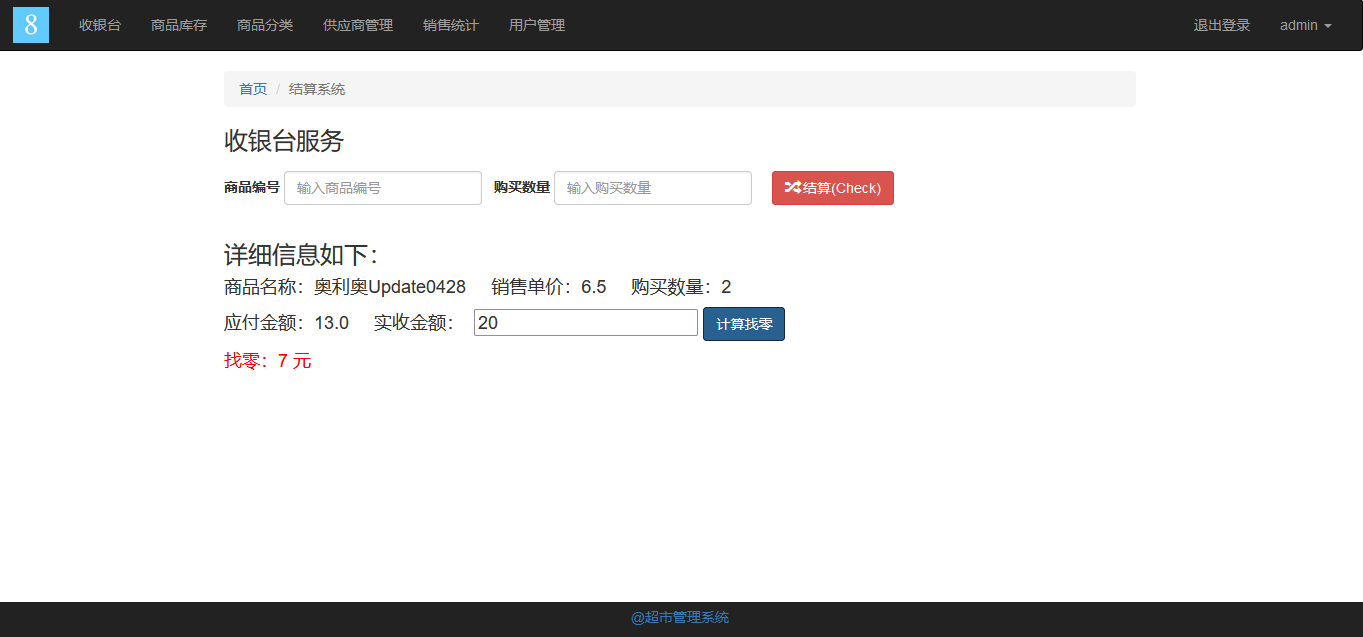 8 收银台 商品库存 商品分类 供应商管理 销售统计 用户管理 退出登录 admin
首页 / 结算系统
收银台服务
商品编号 输入商品编号 购买数量 输入购买数量 结算(Check)
详细信息如下：
商品名称：奥利奥Update0428 销售单价：6.5 购买数量：2
应付金额：13.0 实收金额： 20 计算找零
找零：7 元
@超市管理系统